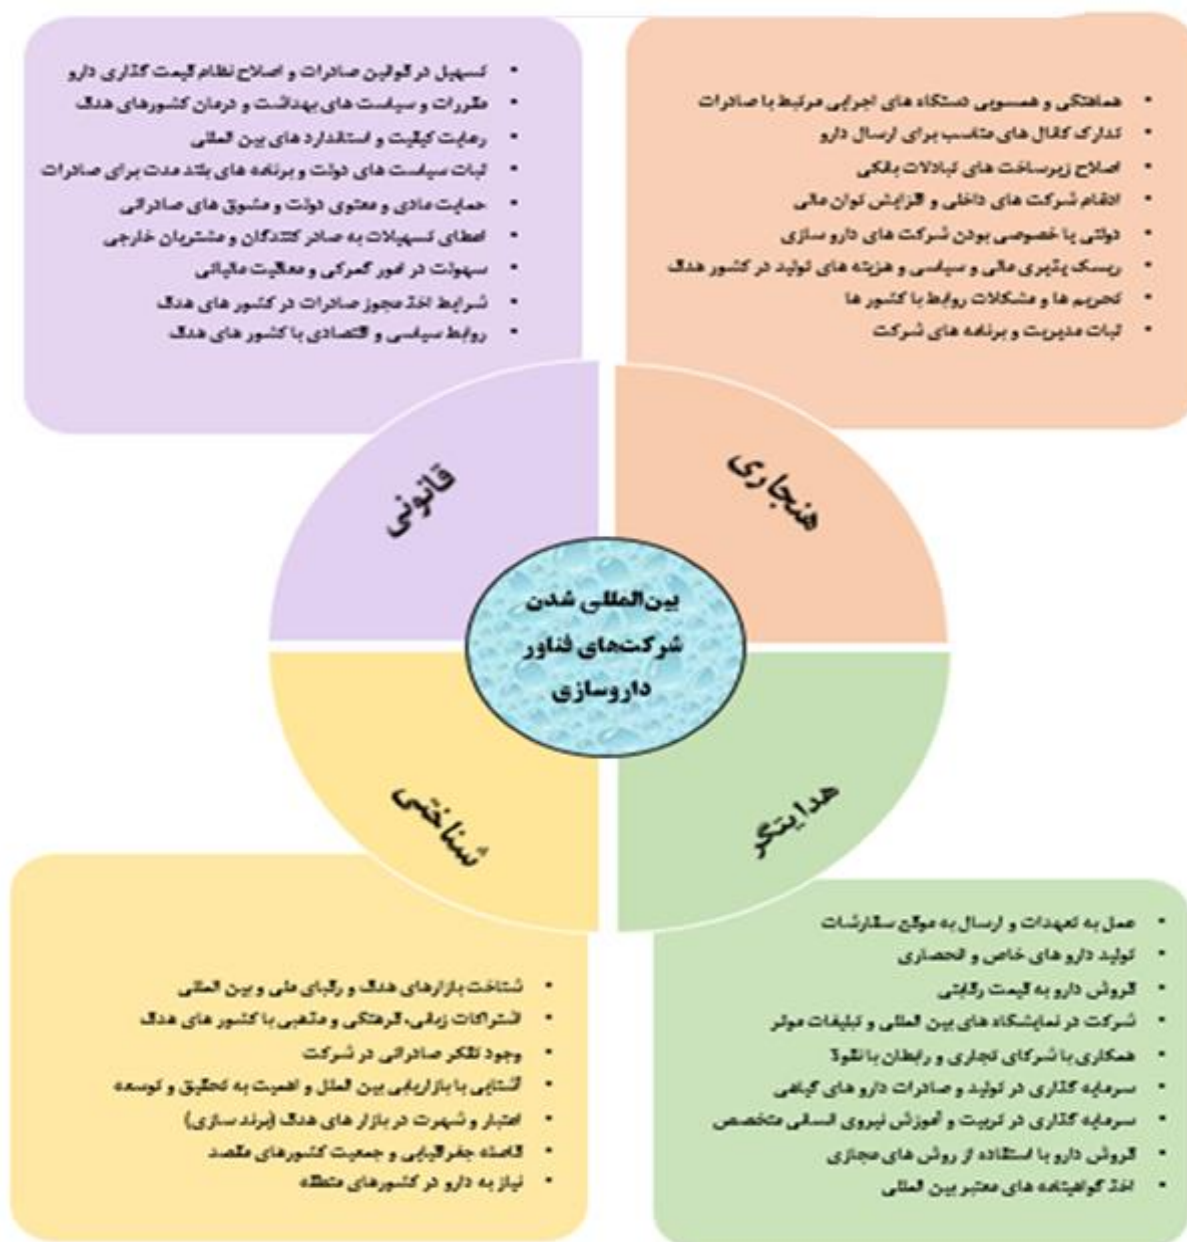 هماهنگی و همسویی دستگاه های اجرایی مرتبط با صادرات
تدارک کانال های مناسب برای ارسال دارو
اصلاح زیرساخت های تبادلات بانکی
ادغام شرکت های داخلی و افزایش توان مالی
دولتی یا خصوصی بودن شرکت های دارو سازی
ریسک پذیری مالی و سیاسی و هزینه های تولید در کشور هدف
تحریم ها و مشکلات روابط با کشور ها
ثبات مدیریت و برنامه های شرکت
تسهیل در قوانین صادرات و اصلاح نظام قیمت گذاری دارو
مقررات و سیاست های بهداشت و درمان کشورهای هدف
رعایت کیفیت و استاندارد های بین المللی
ثبات سیاست های دولت و برنامه های بلند مدت برای صادرات
حمایت مادی و معنوی دولت و مشوق های صادراتی
اعطای تسهیلات به صادر کنندگان و مشتریان خارجی
سهولت در امور گمرکی و معافیت مالیاتی
شرایط اخذ مجوز صادرات در کشور های هدف
روابط سیاسی و اقتصادی با کشور های هدف
هنجاری
قانونی
بین‌المللی شدن
شرکت‌های فناور
داروسازی
هدایتگر
شناختی
عمل به تعهدات و ارسال به موقع سفارشات
تولید دارو های خاص و انحصاری
فروش دارو به قیمت رقابتی
شرکت در نمایشگاه های بین المللی و تبلیغات موثر
همکاری با شرکای تجاری و رابطان با نفوذ
سرمایه گذاری در تولید و صادرات دارو های گیاهی
سرمایه گذاری در تربیت و آموزش نیروی انسانی متخصص
فروش دارو با استفاده از روش های مجازی
اخذ گواهینامه های معتبر بین المللی
شناخت بازارهای هدف و رقبای ملی و بین المللی
اشتراکات زبانی، فرهنگی و مذهبی با کشور های هدف
وجود تفکر صادراتی در شرکت
آشنایی با بازاریابی بین الملل و اهمیت به تحقیق و توسعه
اعتبار و شهرت در بازار های هدف (برند سازی)
فاصله جغرافیایی و جمعیت کشورهای مقصد
نیاز به دارو در کشورهای منطقه